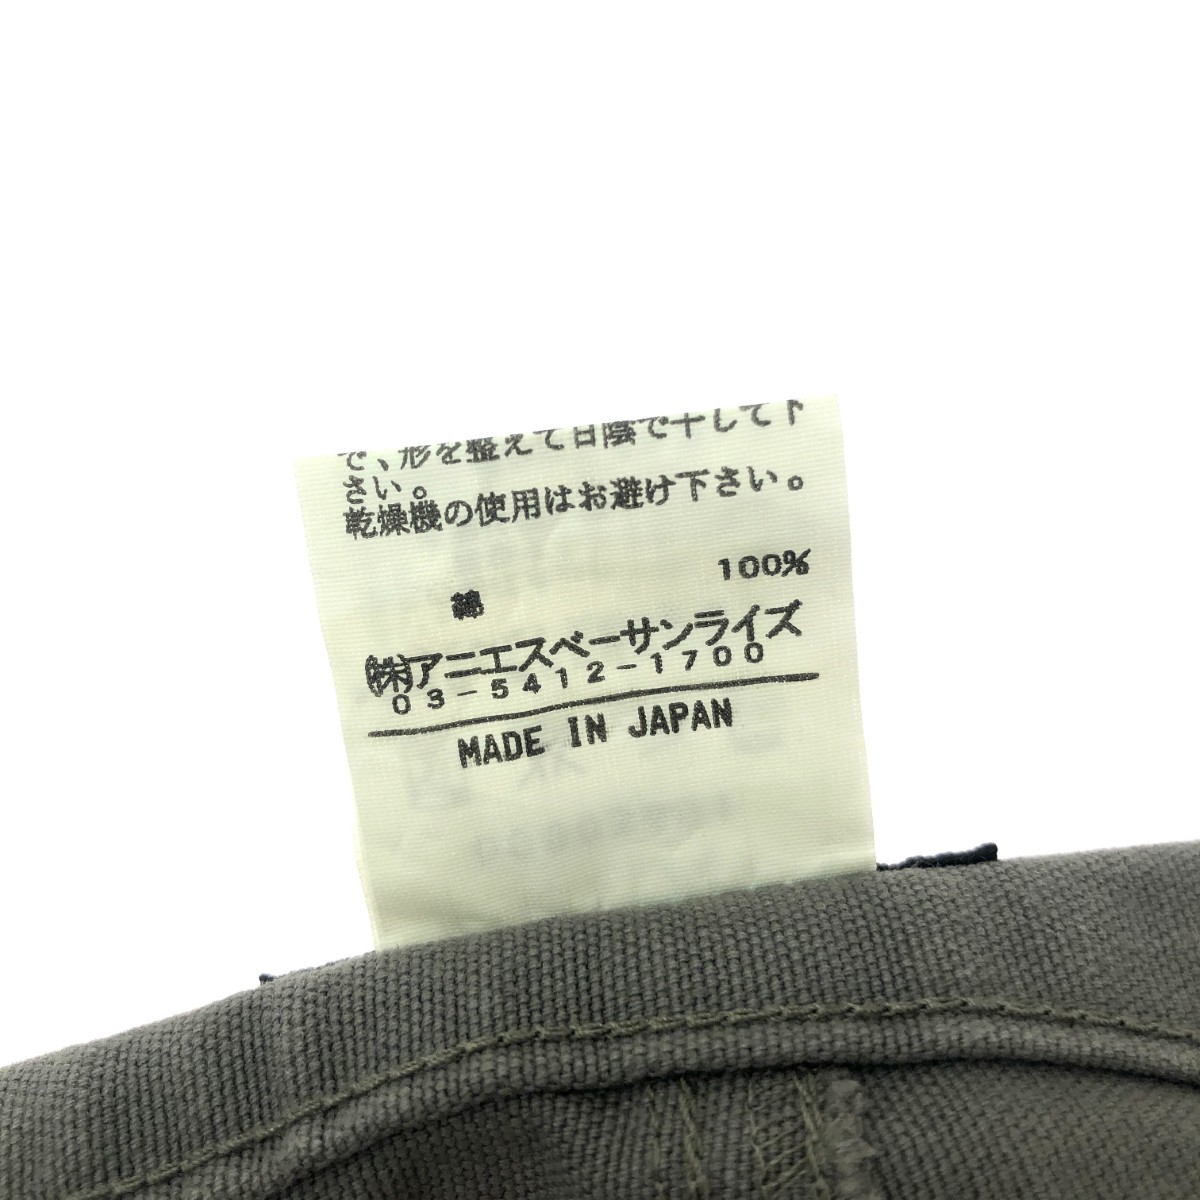 で、形を整えて日陰で干して下
さい。
乾燥機の使用はお避け下さい。
綿 100%
㈱アニエスベーサンライズ
03-5412-1700
MADE IN JAPAN